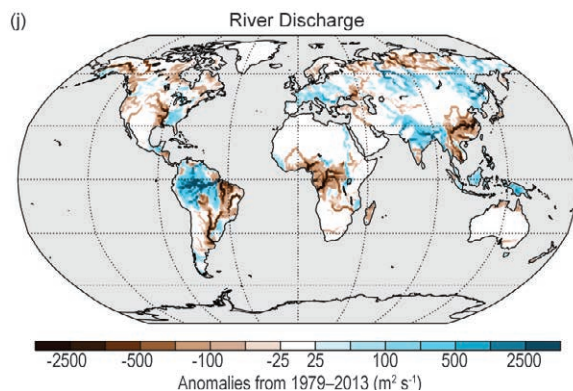 (j)
River Discharge
-2500 -500 -100 -25 25 100 500 2500
Anomalies from 1979–2013 (m² s⁻¹)